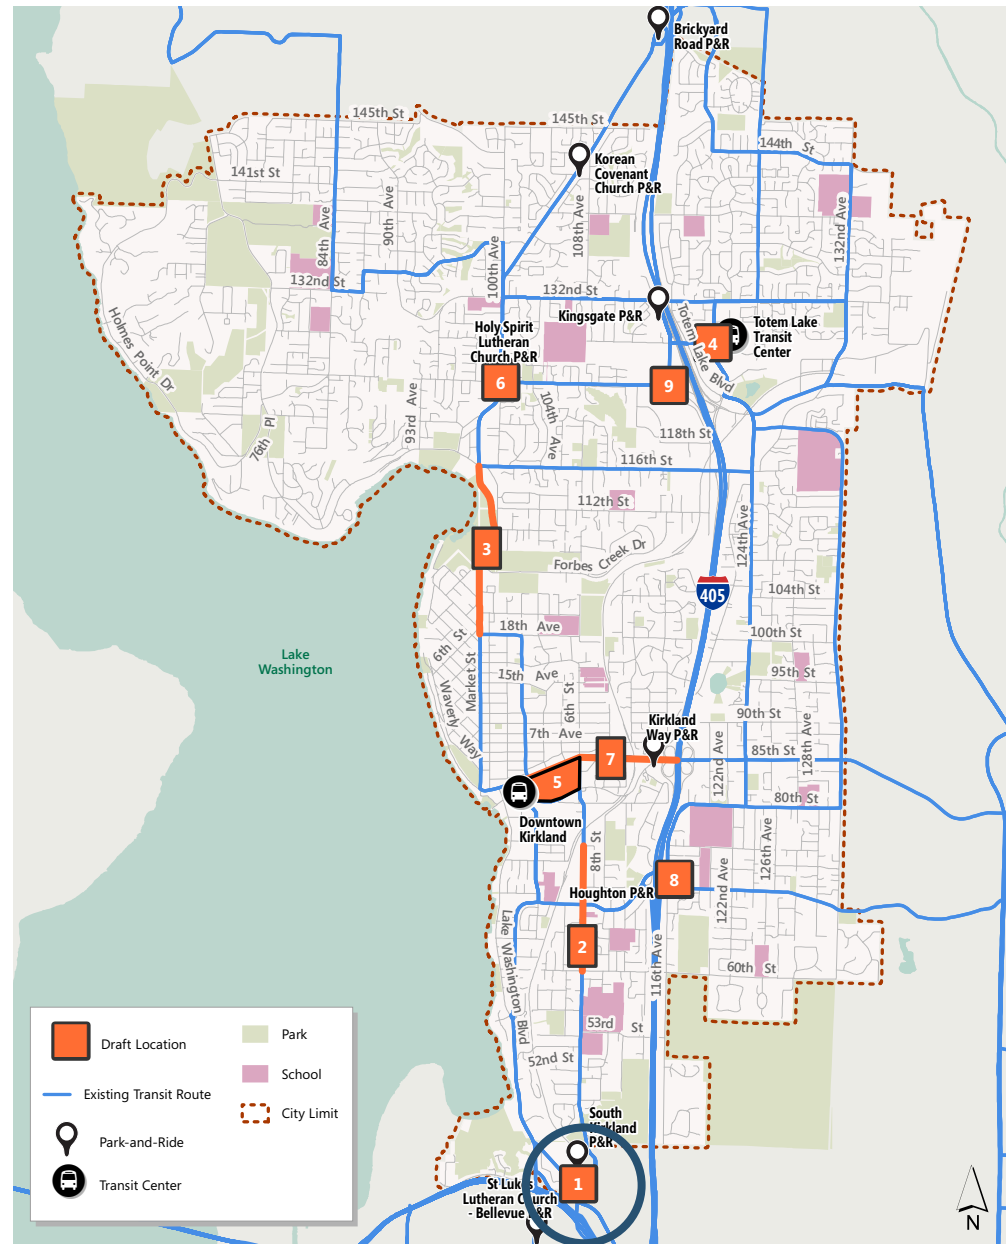 Brickyard
Road P&R
145th St
145th St
144th St
Korean
Covenant
Church P&R
141st St
90th Ave
84th Ave
108th Ave
132nd Ave
100th Ave
132nd St
132nd St
Kingsgate P&R
Totem Lake Blvd
Totem Lake
Transit
Center
4
Holmes Point Dr
Holy Spirit
Lutheran
Church P&R
6
9
93rd Ave
104th Ave
76th Pl
118th St
116th St
112th St
124th Ave
3
Forbes Creek Dr
405
104th St
18th Ave
100th St
6th St
Lake
Washington
Market St
15th Ave
95th St
6th St
Waverly Way
90th St
Kirkland
Way P&R
7th Ave
7
122nd Ave
85th St
128th Ave
5
80th St
Downtown
Kirkland
8th St
126th Ave
122nd Ave
Houghton P&R
8
Lake Washington Blvd
2
116th Ave
60th St
53rd St
52nd St
South
Kirkland
P&R
1
St Lukes
Lutheran Church
- Bellevue P&R
Draft Location
Park
School
Existing Transit Route
City Limit
Park-and-Ride
Transit Center
N